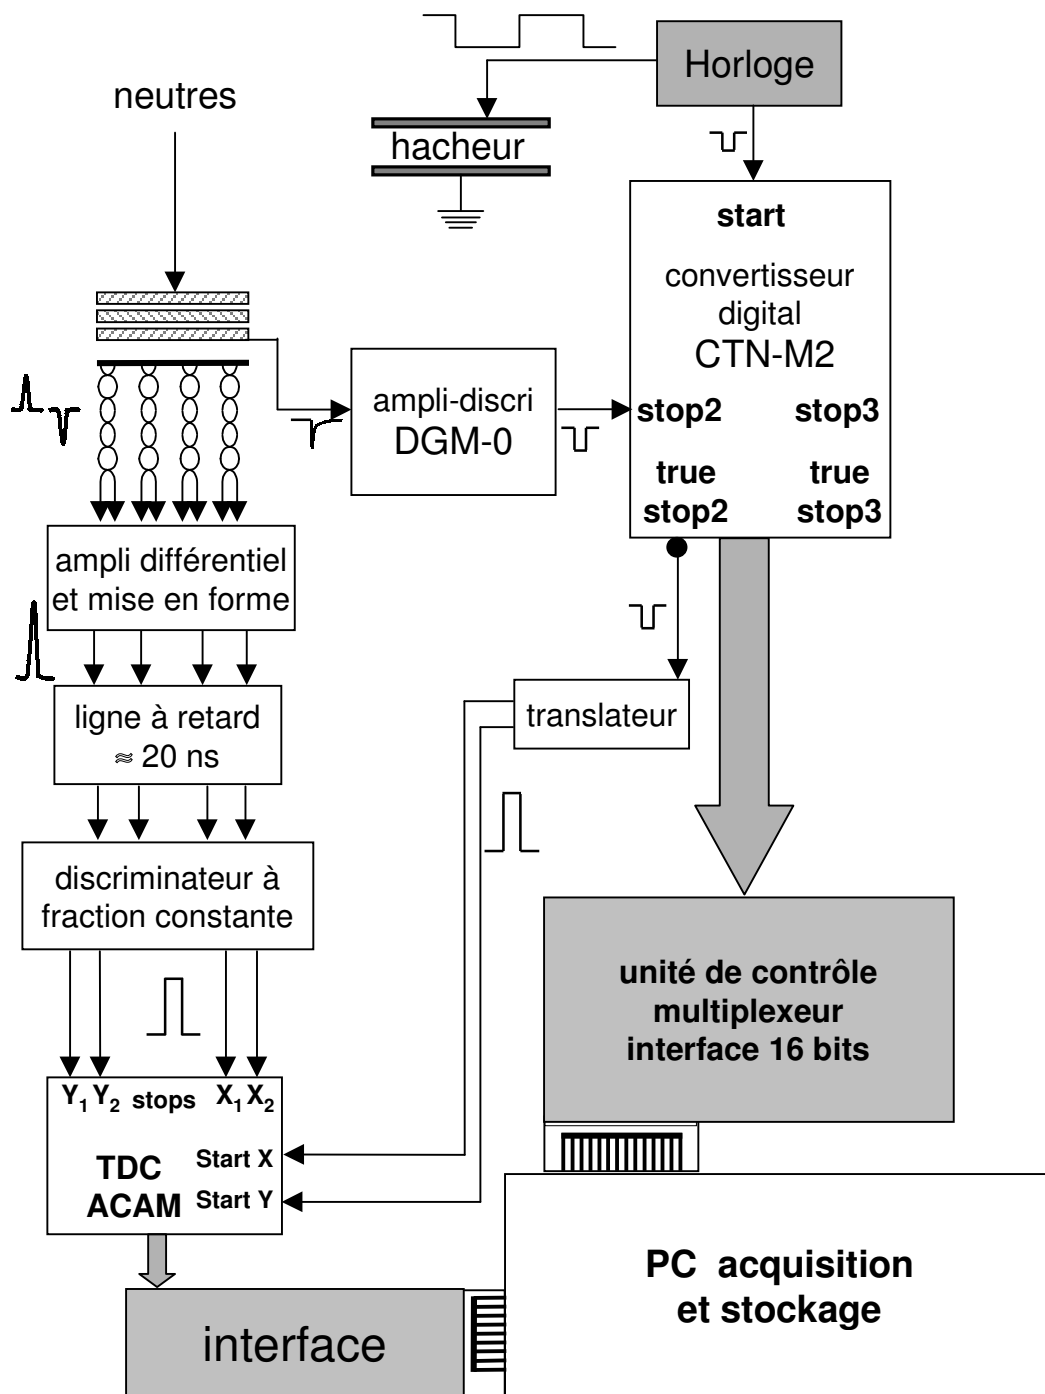 Horloge
neutres
hacheur
start
convertisseur
digital
CTN-M2
ampli-discri
DGM-0
stop2 stop3
true true
stop2 stop3
ampli différentiel
et mise en forme
ligne à retard
≈ 20 ns
translateur
discriminateur à
fraction constante
unité de contrôle
multiplexeur
interface 16 bits
Y1 Y2 stops X1 X2
Start X
TDC
ACAM
Start Y
PC acquisition
et stockage
interface